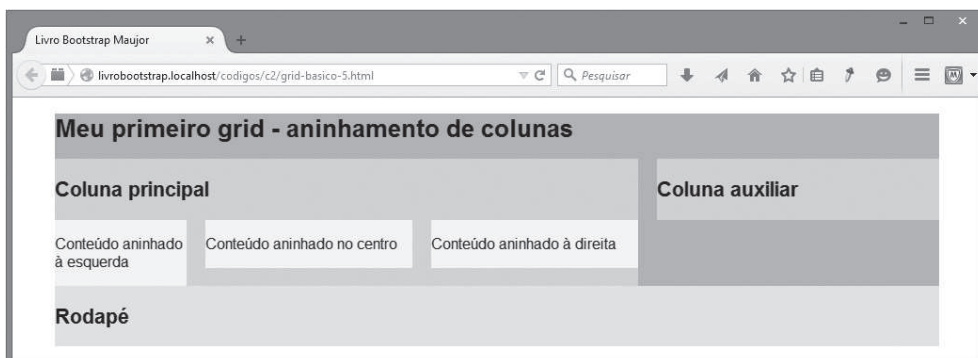 Livro Bootstrap Maujor
livrobootstrap.localhost/codigos/c2/grid-basico-5.html
Pesquisar
Meu primeiro grid - aninhamento de colunas
Coluna principal
Coluna auxiliar
Conteúdo aninhado
à esquerda
Conteúdo aninhado no centro
Conteúdo aninhado à direita
Rodapé